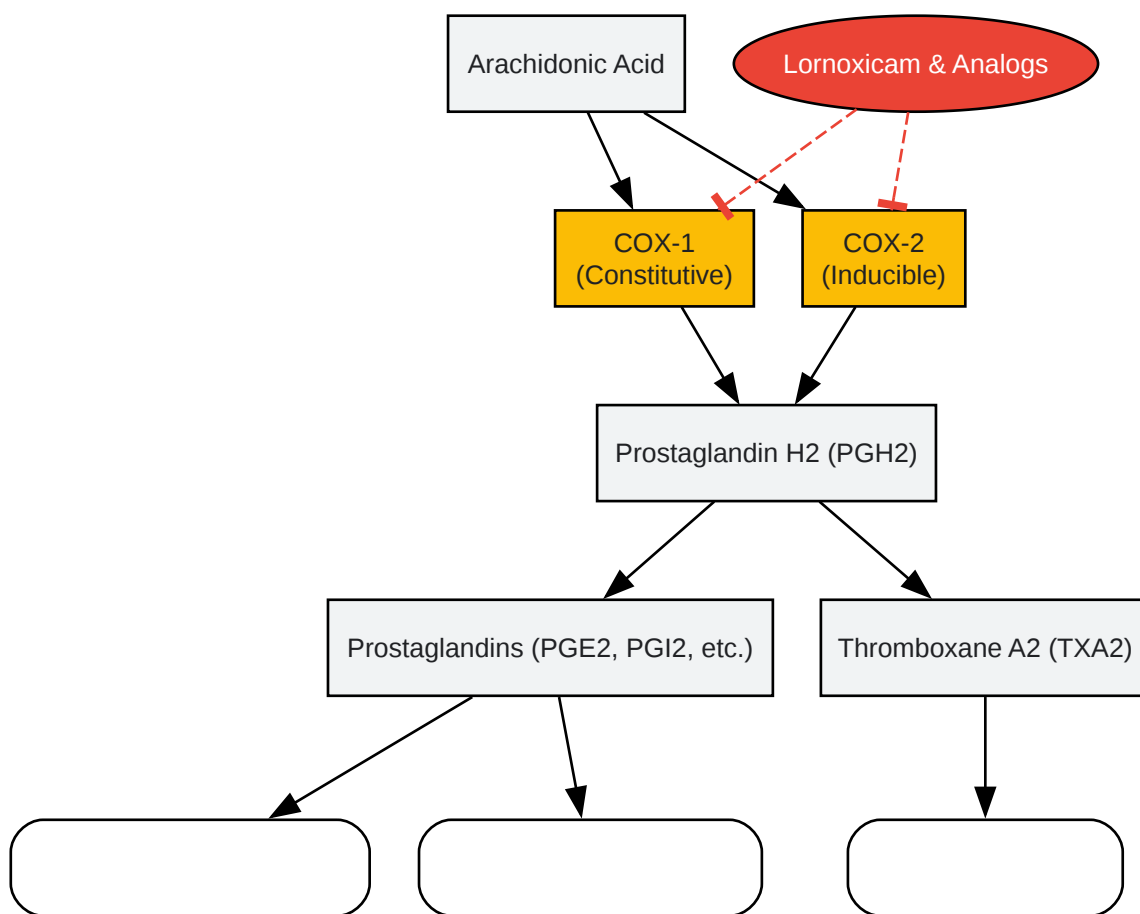 Arachidonic Acid
Lornoxicam & Analogs
COX-1
(Constitutive)
COX-2
(Inducible)
Prostaglandin H2 (PGH2)
Prostaglandins (PGE2, PGI2, etc.)
Thromboxane A2 (TXA2)